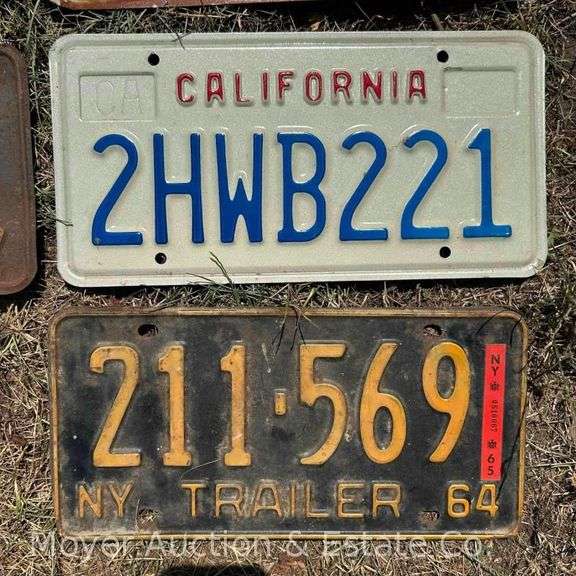 CALIFORNIA
CA
2HWB221
211-569
NY TRAILER 64
NY
65
Moyer Auction & Estate Co.